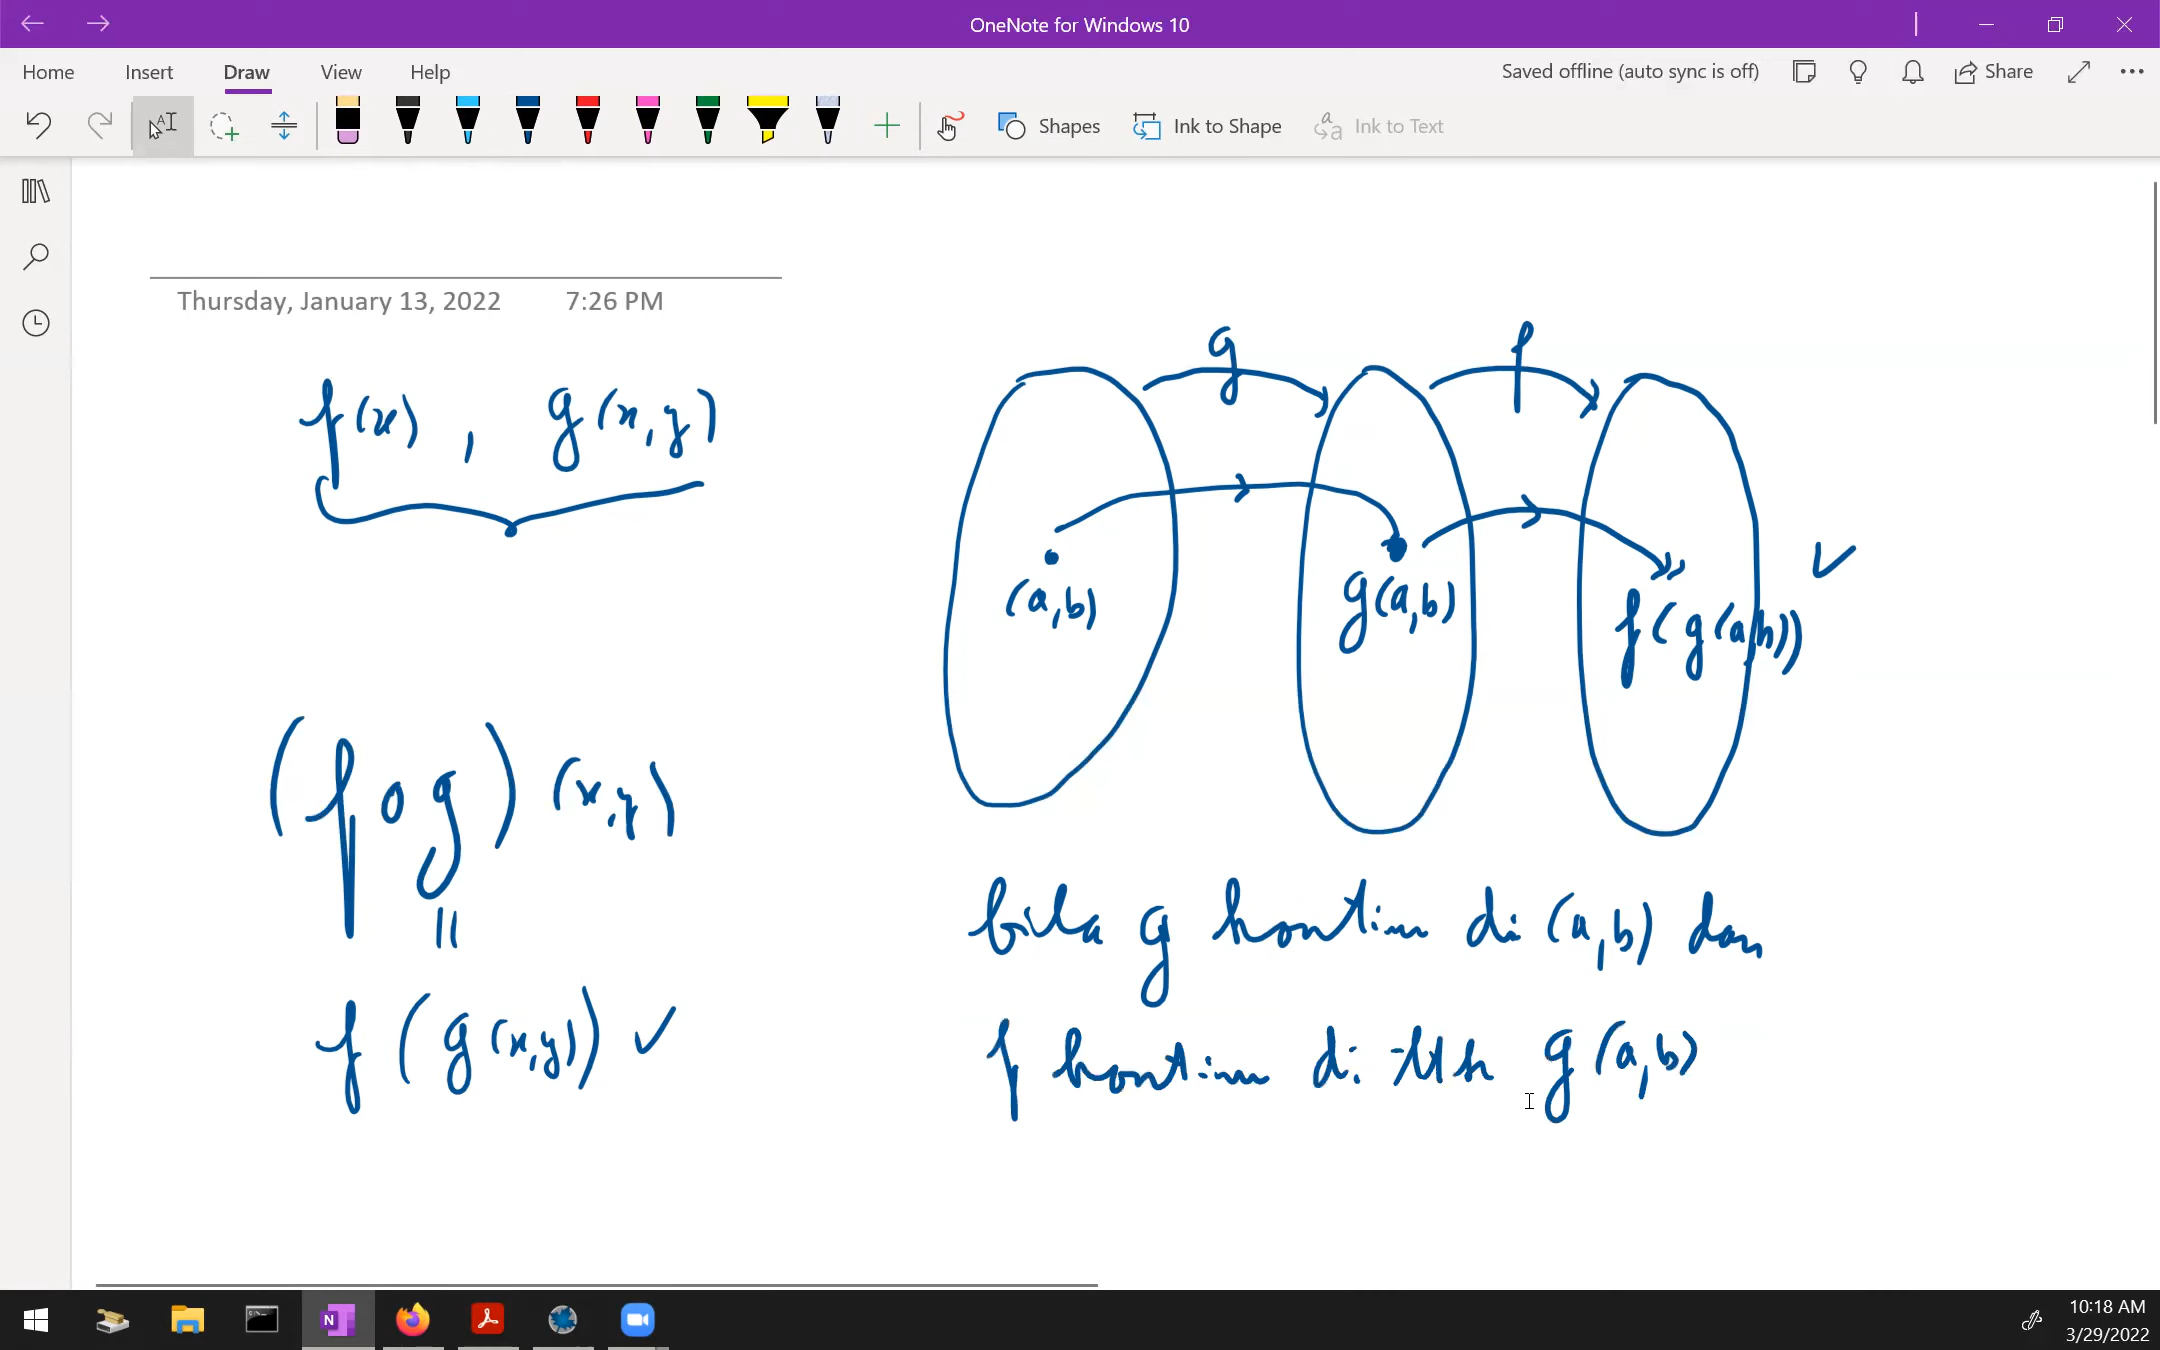 OneNote for Windows 10
Home Insert Draw View Help
Saved offline (auto sync is off) Share
Shapes Ink to Shape Ink to Text
Thursday, January 13, 2022 7:26 PM
g f
f(x) , g(x,y)
(a,b) g(a,b) f(g(a,b)) ✓
(f o g) (x,y)
||
f (g(x,y)) ✓
bila g kontinu di (a,b) dan
f kontinu di ttk g(a,b)
10:18 AM
3/29/2022